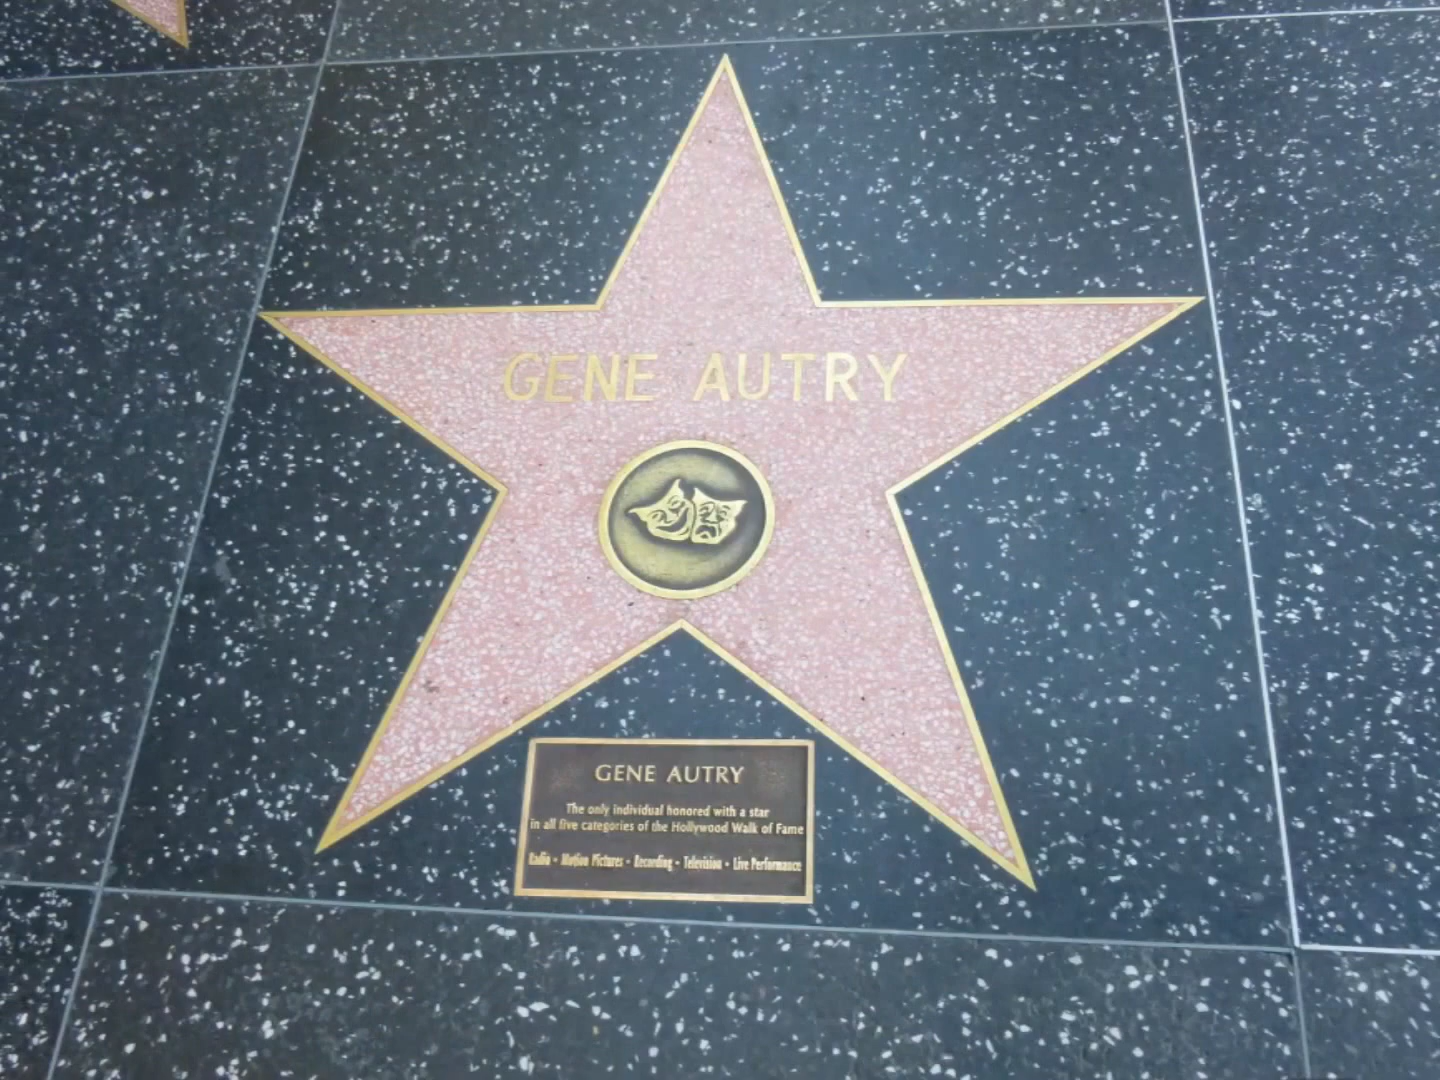 GENE AUTRY
GENE AUTRY
The only individual honored with a star
in all five categories of the Hollywood Walk of Fame
Radio • Motion Pictures • Recording • Television • Live Performance